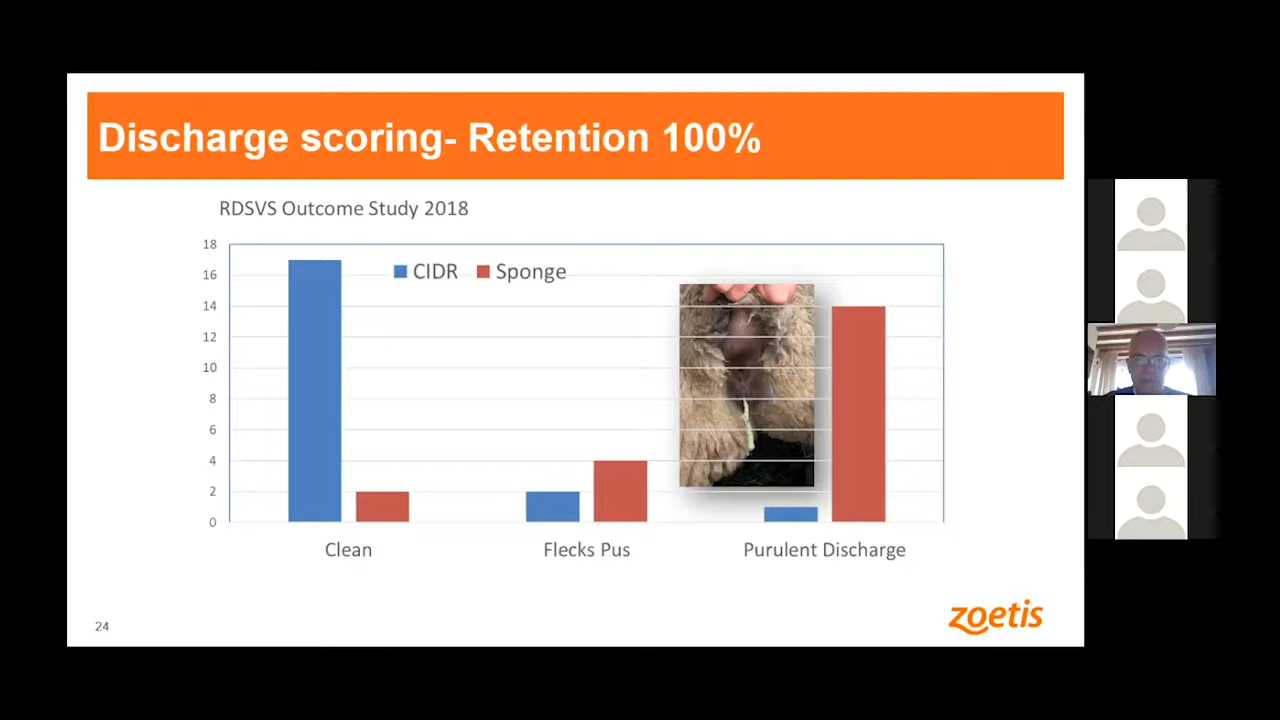 Discharge scoring- Retention 100%
RDSVS Outcome Study 2018
18
16
14
12
10
8
6
4
2
0
CIDR Sponge
Clean Flecks Pus Purulent Discharge
24
zoetis